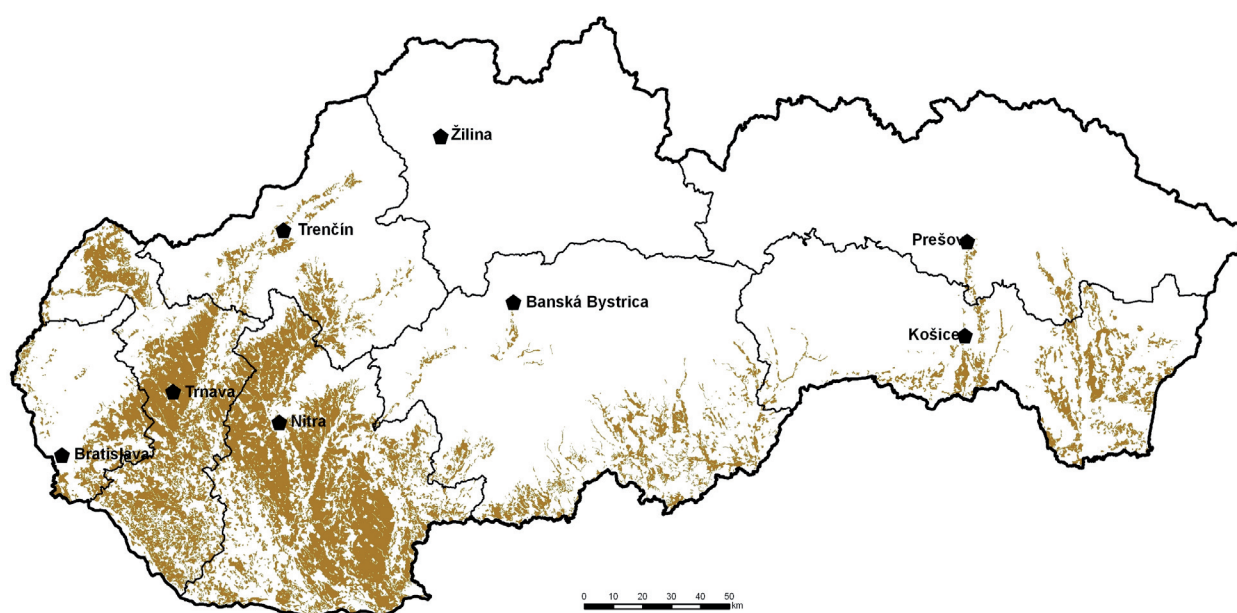 Žilina
Trenčín
Prešov
Banská Bystrica
Košice
Trnava
Nitra
Bratislava
0 10 20 30 40 50
km